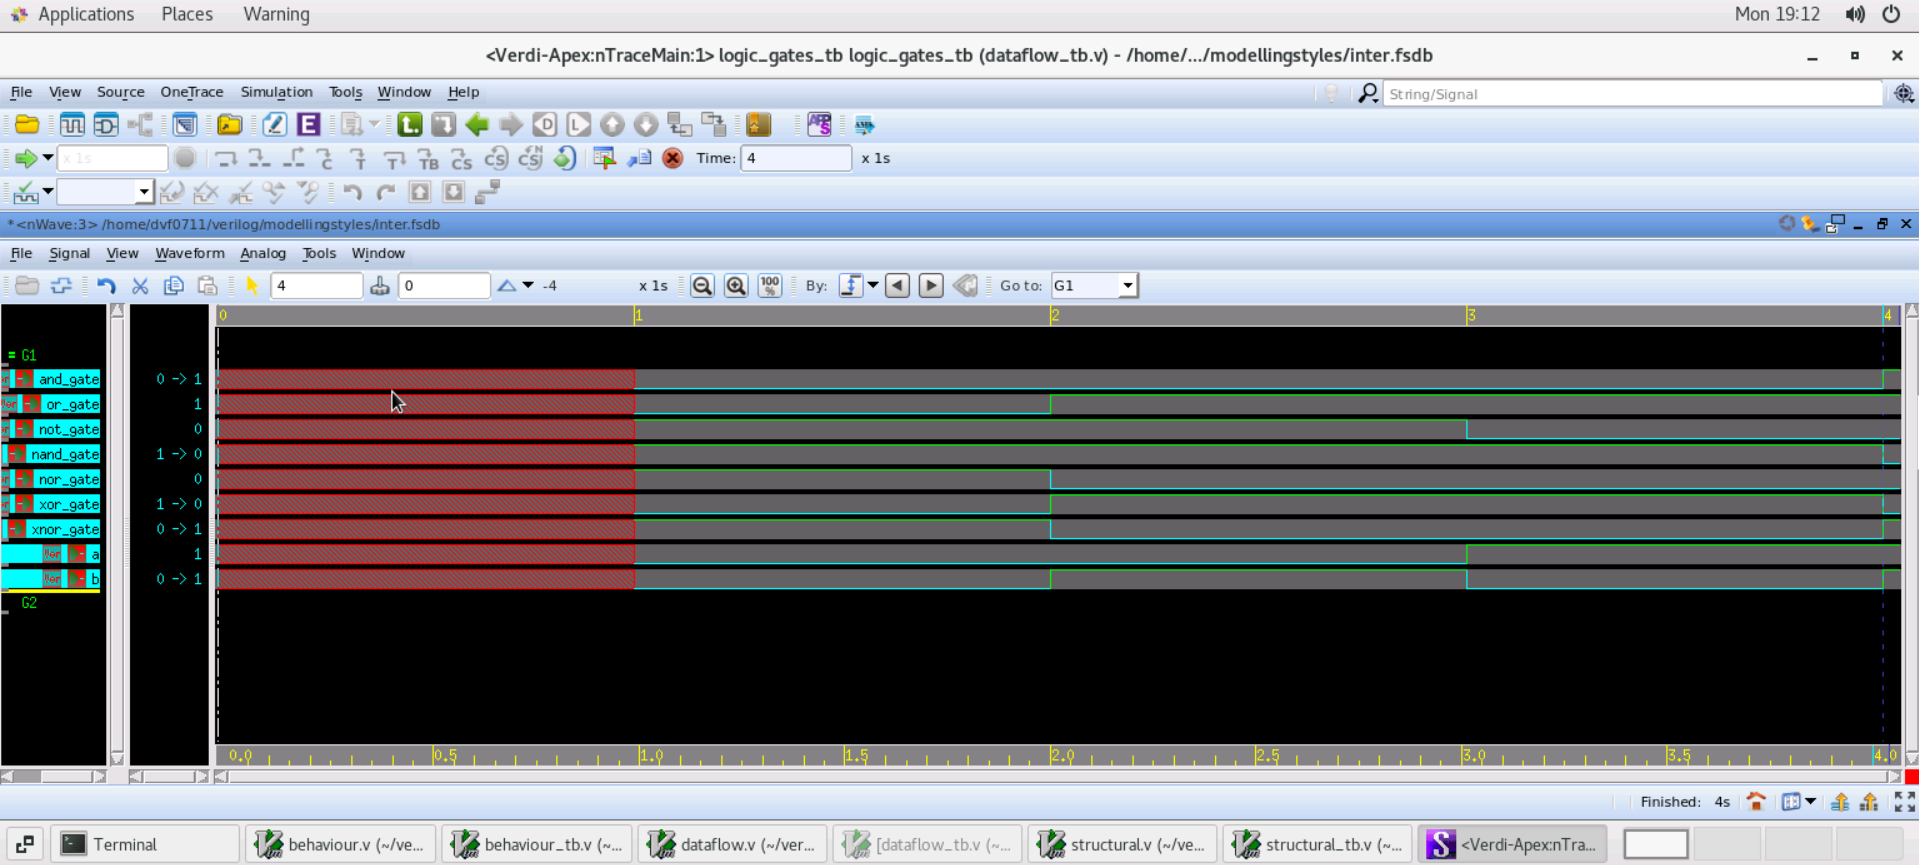 Applications Places Warning Mon 19:12
<Verdi-Apex:nTraceMain:1> logic_gates_tb logic_gates_tb (dataflow_tb.v) - /home/.../modellingstyles/inter.fsdb
File View Source OneTrace Simulation Tools Window Help String/Signal
E D L APP S
x 1s C T T TB CS CS CSN Time: 4 x 1s
*<nWave:3> /home/dvf0711/verilog/modellingstyles/inter.fsdb
File Signal View Waveform Analog Tools Window
4 0 -4 x 1s 100 % By: Go to: G1
0 1 2 3 4
= G1
and_gate 0 -> 1
or_gate 1
not_gate 0
nand_gate 1 -> 0
nor_gate 0
xor_gate 1 -> 0
xnor_gate 0 -> 1
a 1
b 0 -> 1
G2
0.0 0.5 1.0 1.5 2.0 2.5 3.0 3.5 4.0
Finished: 4s
Terminal behaviour.v (~/ve... behaviour_tb.v (~... dataflow.v (~/ver... [dataflow_tb.v (~... structural.v (~/ve... structural_tb.v (~... S <Verdi-Apex:nTra...